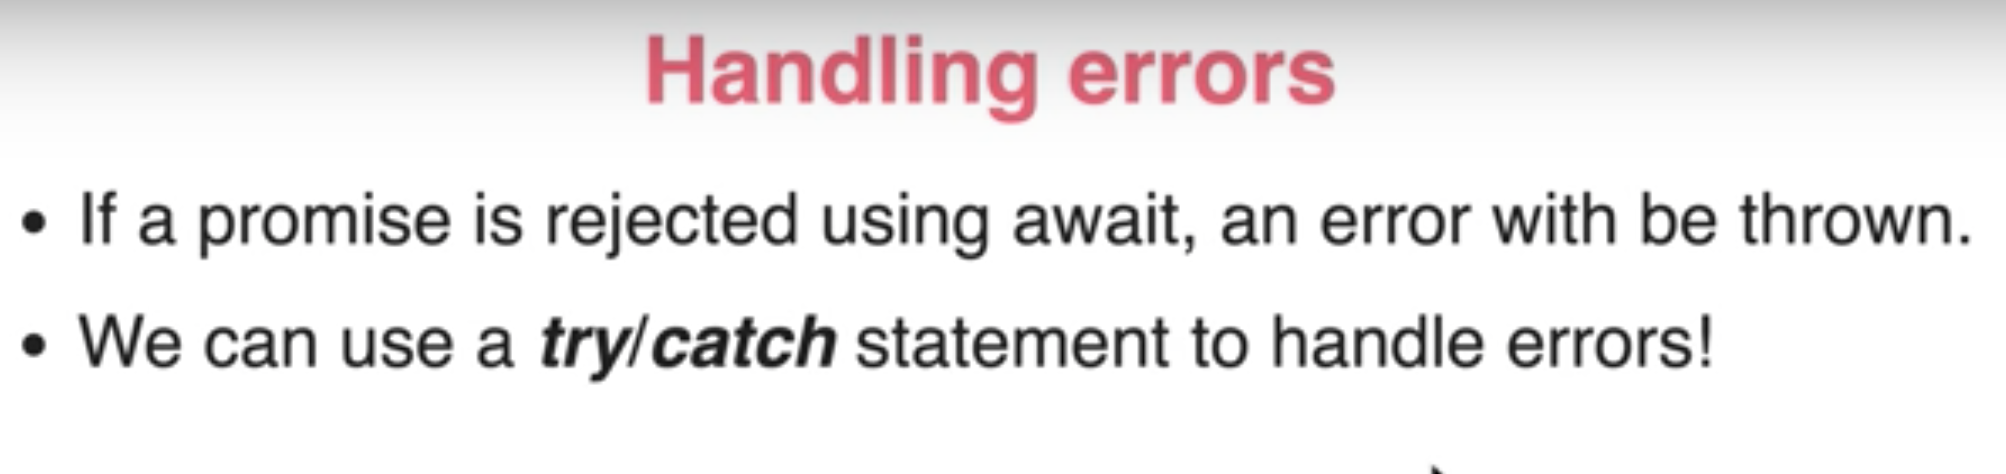 Handling errors
• If a promise is rejected using await, an error with be thrown.
• We can use a try/catch statement to handle errors!